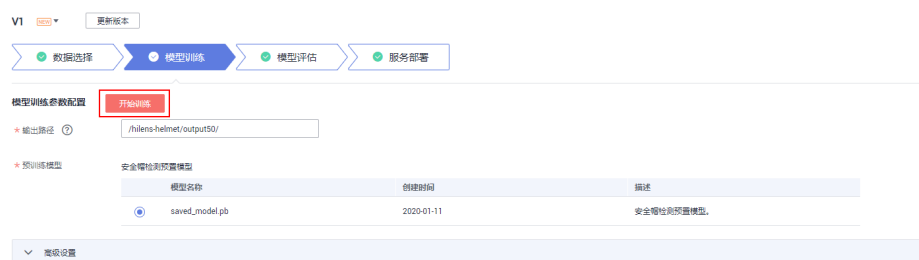 V1 NEW 更新版本
数据选择 模型训练 模型评估 服务部署
模型训练参数配置 开始训练
* 输出路径 ? /hilens-helmet/output50/
* 预训练模型 安全帽检测预置模型
模型名称 创建时间 描述
saved_model.pb 2020-01-11 安全帽检测预置模型。
高级设置